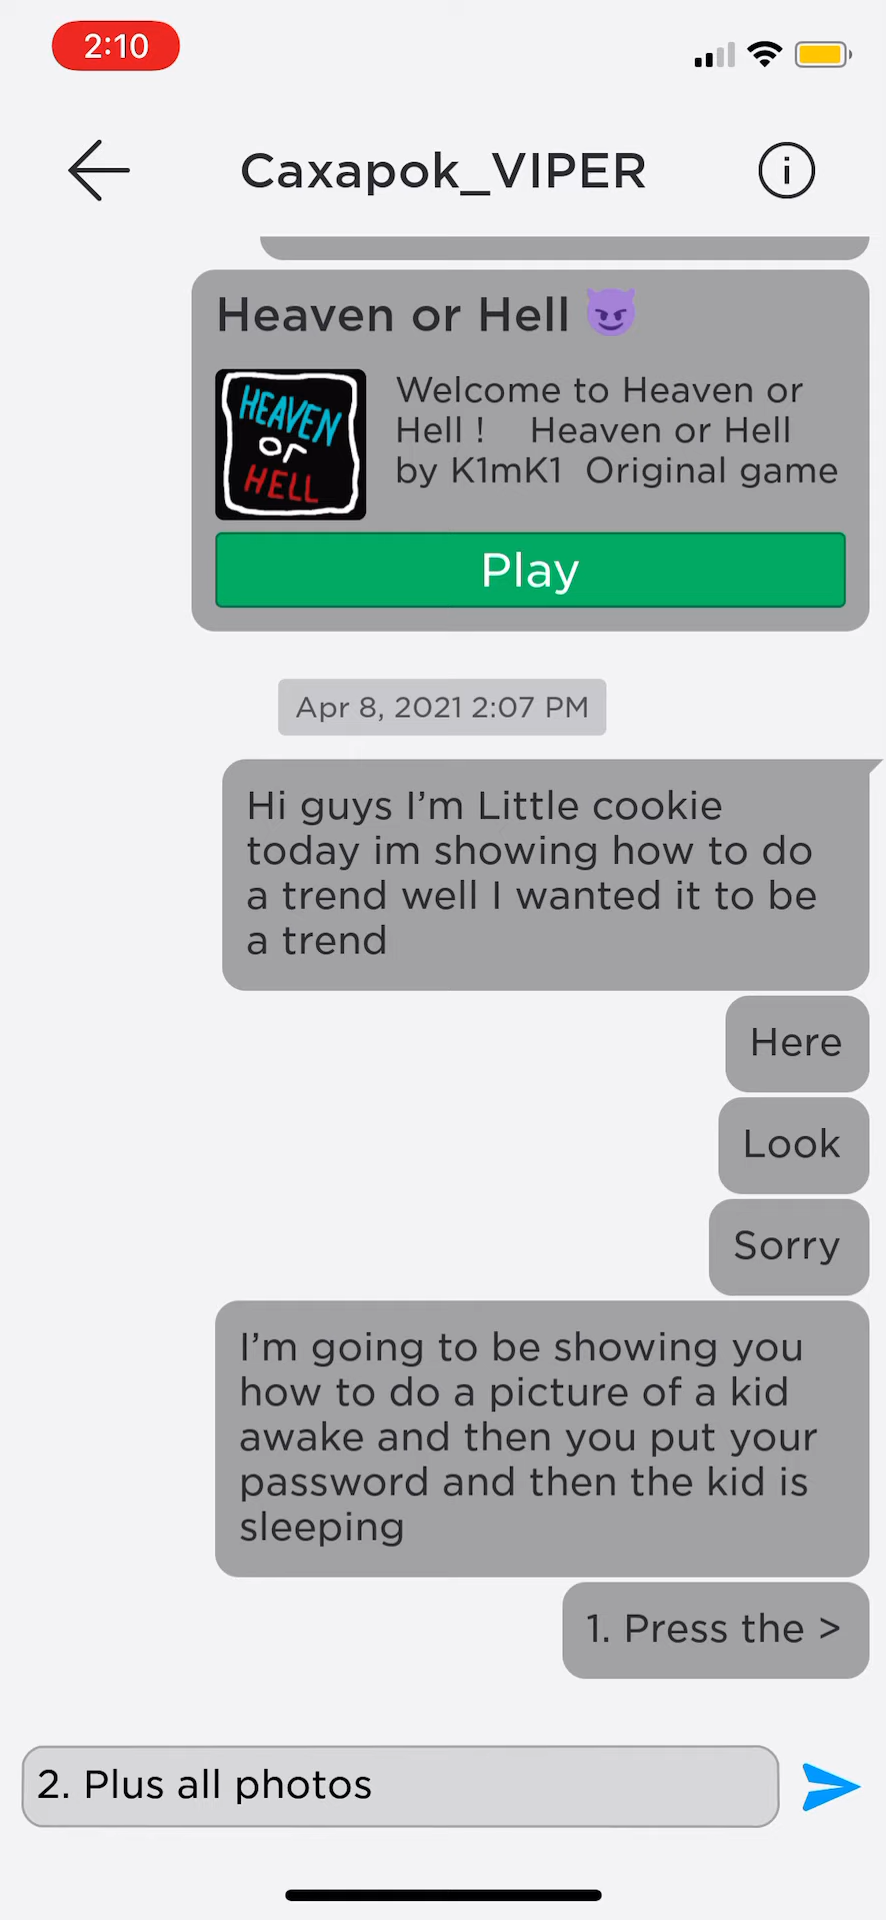 2:10
Caxapok_VIPER
i
Heaven or Hell 😈
HEAVEN
or
HELL
Welcome to Heaven or
Hell ! Heaven or Hell
by K1mK1 Original game
Play
Apr 8, 2021 2:07 PM
Hi guys I'm Little cookie
today im showing how to do
a trend well I wanted it to be
a trend
Here
Look
Sorry
I'm going to be showing you
how to do a picture of a kid
awake and then you put your
password and then the kid is
sleeping
1. Press the >
2. Plus all photos